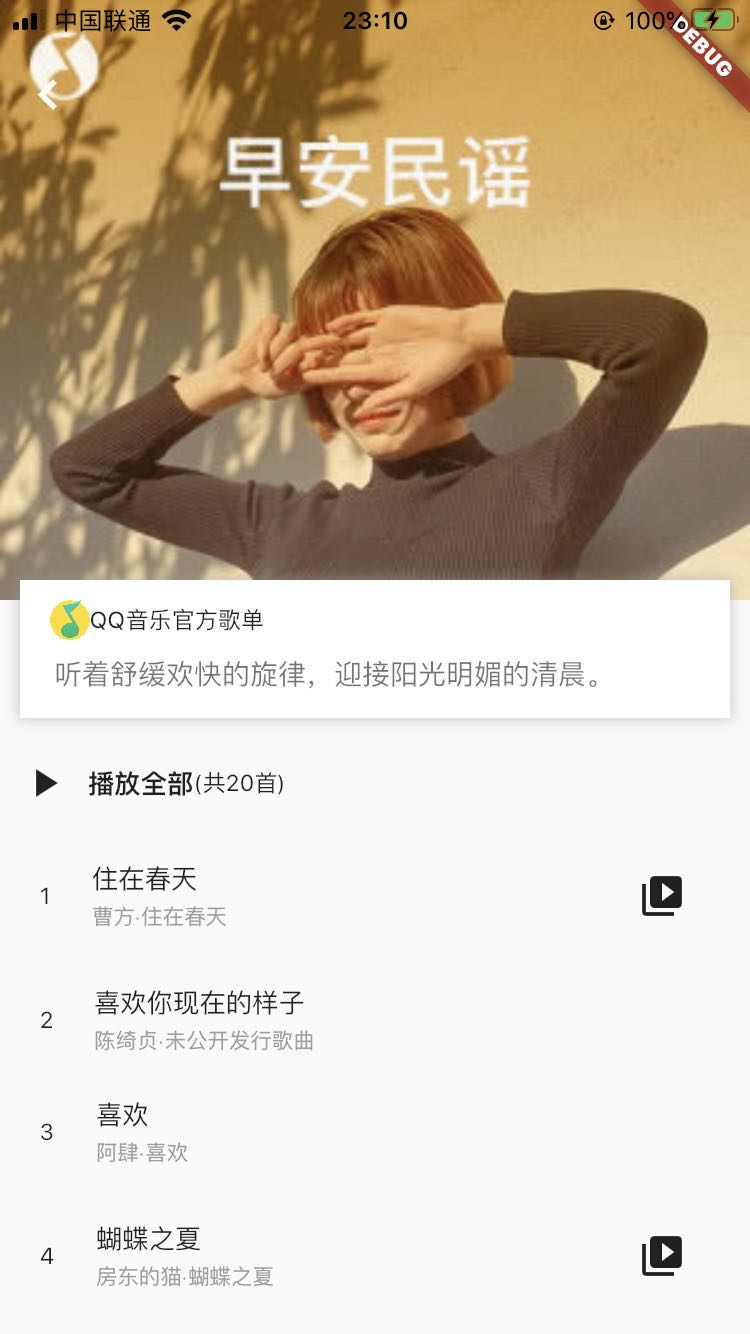 中国联通 23:10 100%
DEBUG
早安民谣
QQ音乐官方歌单
听着舒缓欢快的旋律，迎接阳光明媚的清晨。
播放全部(共20首)
1 住在春天
曹方·住在春天
2 喜欢你现在的样子
陈绮贞·未公开发行歌曲
3 喜欢
阿肆·喜欢
4 蝴蝶之夏
房东的猫·蝴蝶之夏